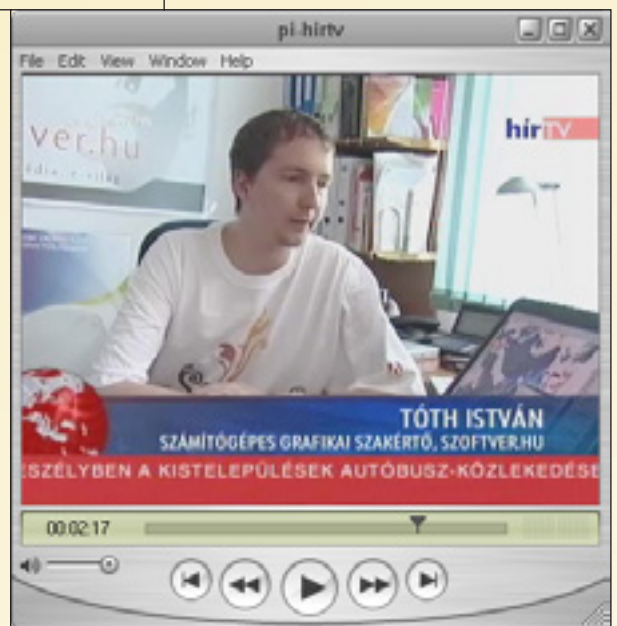 pi-hirtv
File Edit View Window Help
ver.hu
hírTV
TÓTH ISTVÁN
SZÁMÍTÓGÉPES GRAFIKAI SZAKÉRTŐ, SZOFTVER.HU
ESZÉLYBEN A KISTELEPÜLÉSEK AUTÓBUSZ-KÖZLEKEDÉSE
00:02:17